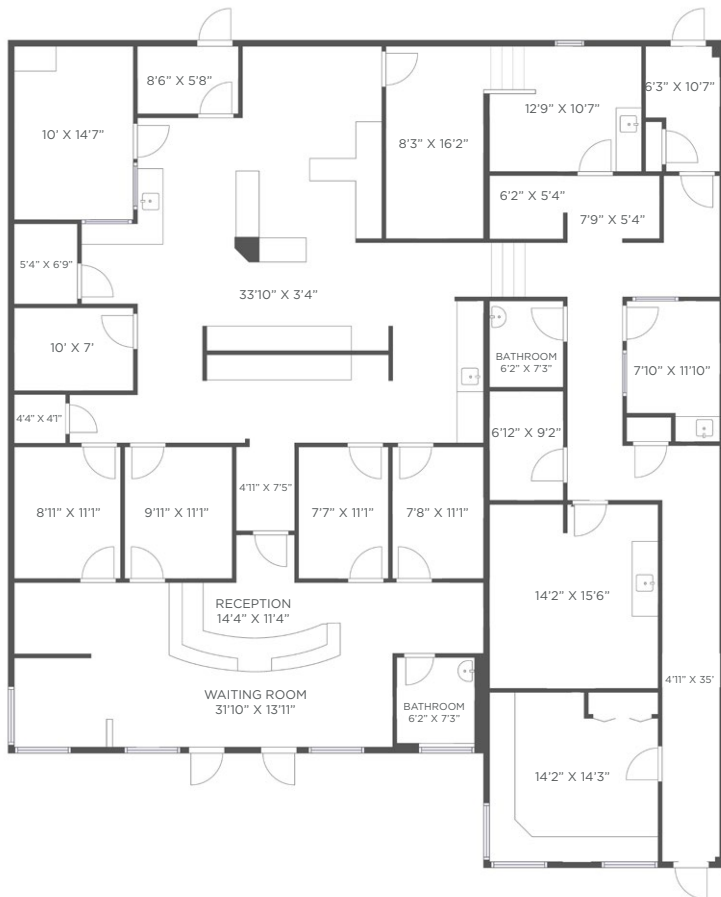 8'6" X 5'8"
6'3" X 10'7"
10' X 14'7"
12'9" X 10'7"
8'3" X 16'2"
6'2" X 5'4"
7'9" X 5'4"
5'4" X 6'9"
33'10" X 3'4"
10' X 7'
BATHROOM
6'2" X 7'3"
7'10" X 11'10"
4'4" X 4'1"
6'12" X 9'2"
4'11" X 7'5"
8'11" X 11'1"
9'11" X 11'1"
7'7" X 11'1"
7'8" X 11'1"
14'2" X 15'6"
RECEPTION
14'4" X 11'4"
4'11" X 35'
WAITING ROOM
31'10" X 13'11"
BATHROOM
6'2" X 7'3"
14'2" X 14'3"